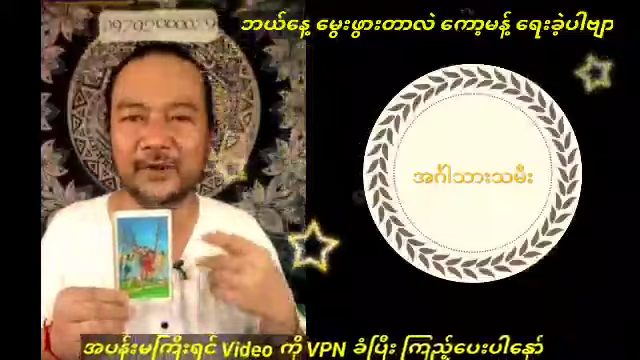 ဘယ်နေ့ မွေးဖွားတာလဲ ကော့မန့် ရေးခဲ့ပါဗျာ
အင်္ဂါသားသမီး
အပန်းမကြီးရင် Video ကို VPN ခံပြီး ကြည့်ပေးပါနော်